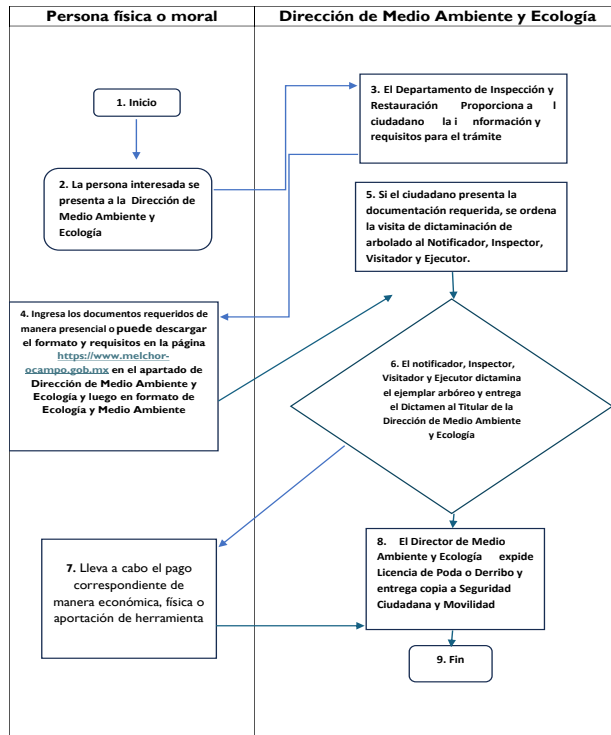 Persona física o moral
Dirección de Medio Ambiente y Ecología
1. Inicio
2. La persona interesada se
presenta a la Dirección de
Medio Ambiente y
Ecología
3. El Departamento de Inspección y
Restauración Proporciona a l
ciudadano la i nformación y
requisitos para el trámite
4. Ingresa los documentos requeridos de
manera presencial o puede descargar
el formato y requisitos en la página
https://www.melchor-
ocampo.gob.mx en el apartado de
Dirección de Medio Ambiente y
Ecología y luego en formato de
Ecología y Medio Ambiente
5. Si el ciudadano presenta la
documentación requerida, se ordena
la visita de dictaminación de
arbolado al Notificador, Inspector,
Visitador y Ejecutor.
6. El notificador, Inspector,
Visitador y Ejecutor dictamina
el ejemplar arbóreo y entrega
el Dictamen al Titular de la
Dirección de Medio Ambiente
y Ecología
7. Lleva a cabo el pago
correspondiente de
manera económica, física o
aportación de herramienta
8. El Director de Medio
Ambiente y Ecología expide
Licencia de Poda o Derribo y
entrega copia a Seguridad
Ciudadana y Movilidad
9. Fin